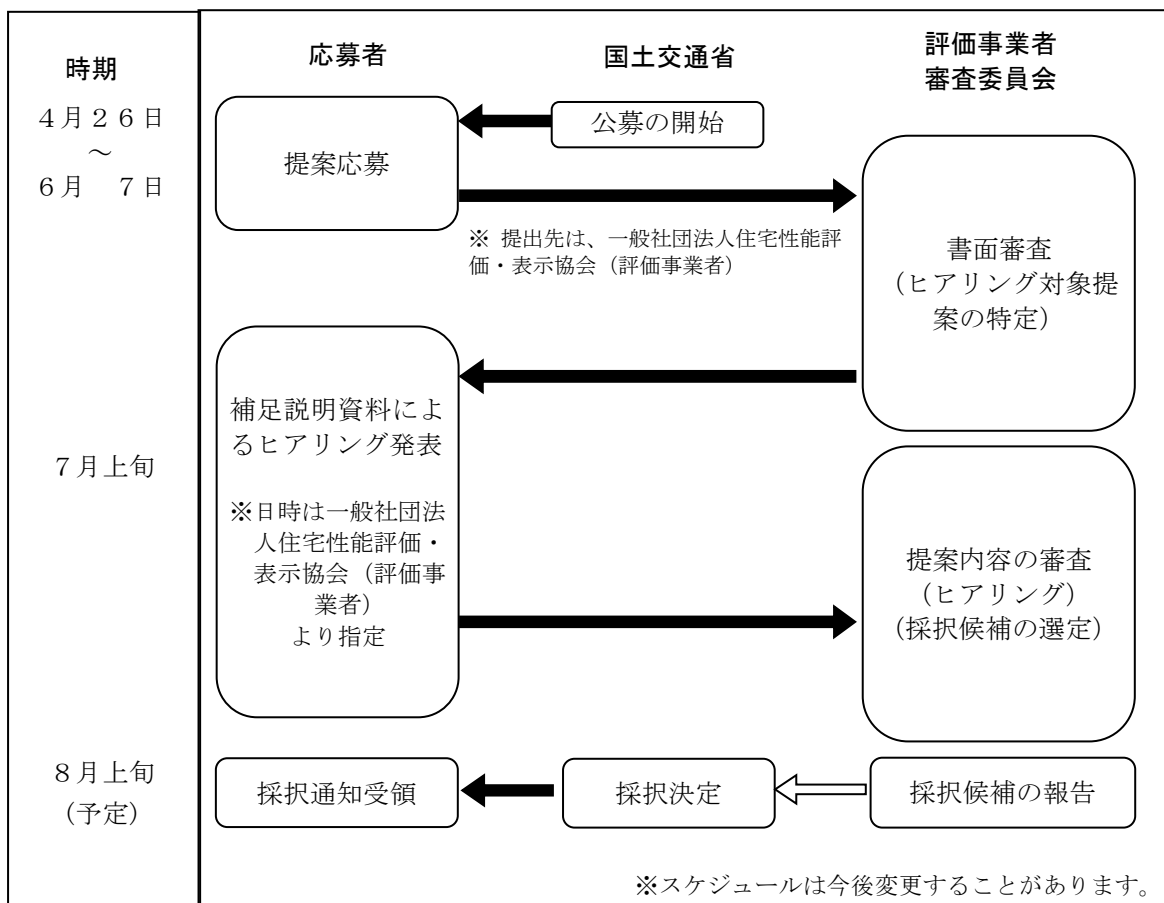 時期
応募者
国土交通省
評価事業者
審査委員会
４月２６日
～
６月　７日
公募の開始
提案応募
※ 提出先は、一般社団法人住宅性能評
価・表示協会（評価事業者）
書面審査
（ヒアリング対象提
案の特定）
７月上旬
補足説明資料によ
るヒアリング発表
※日時は一般社団法
人住宅性能評価・
表示協会（評価事
業者）
より指定
提案内容の審査
（ヒアリング）
（採択候補の選定）
８月上旬
（予定）
採択通知受領
採択決定
採択候補の報告
※スケジュールは今後変更することがあります。